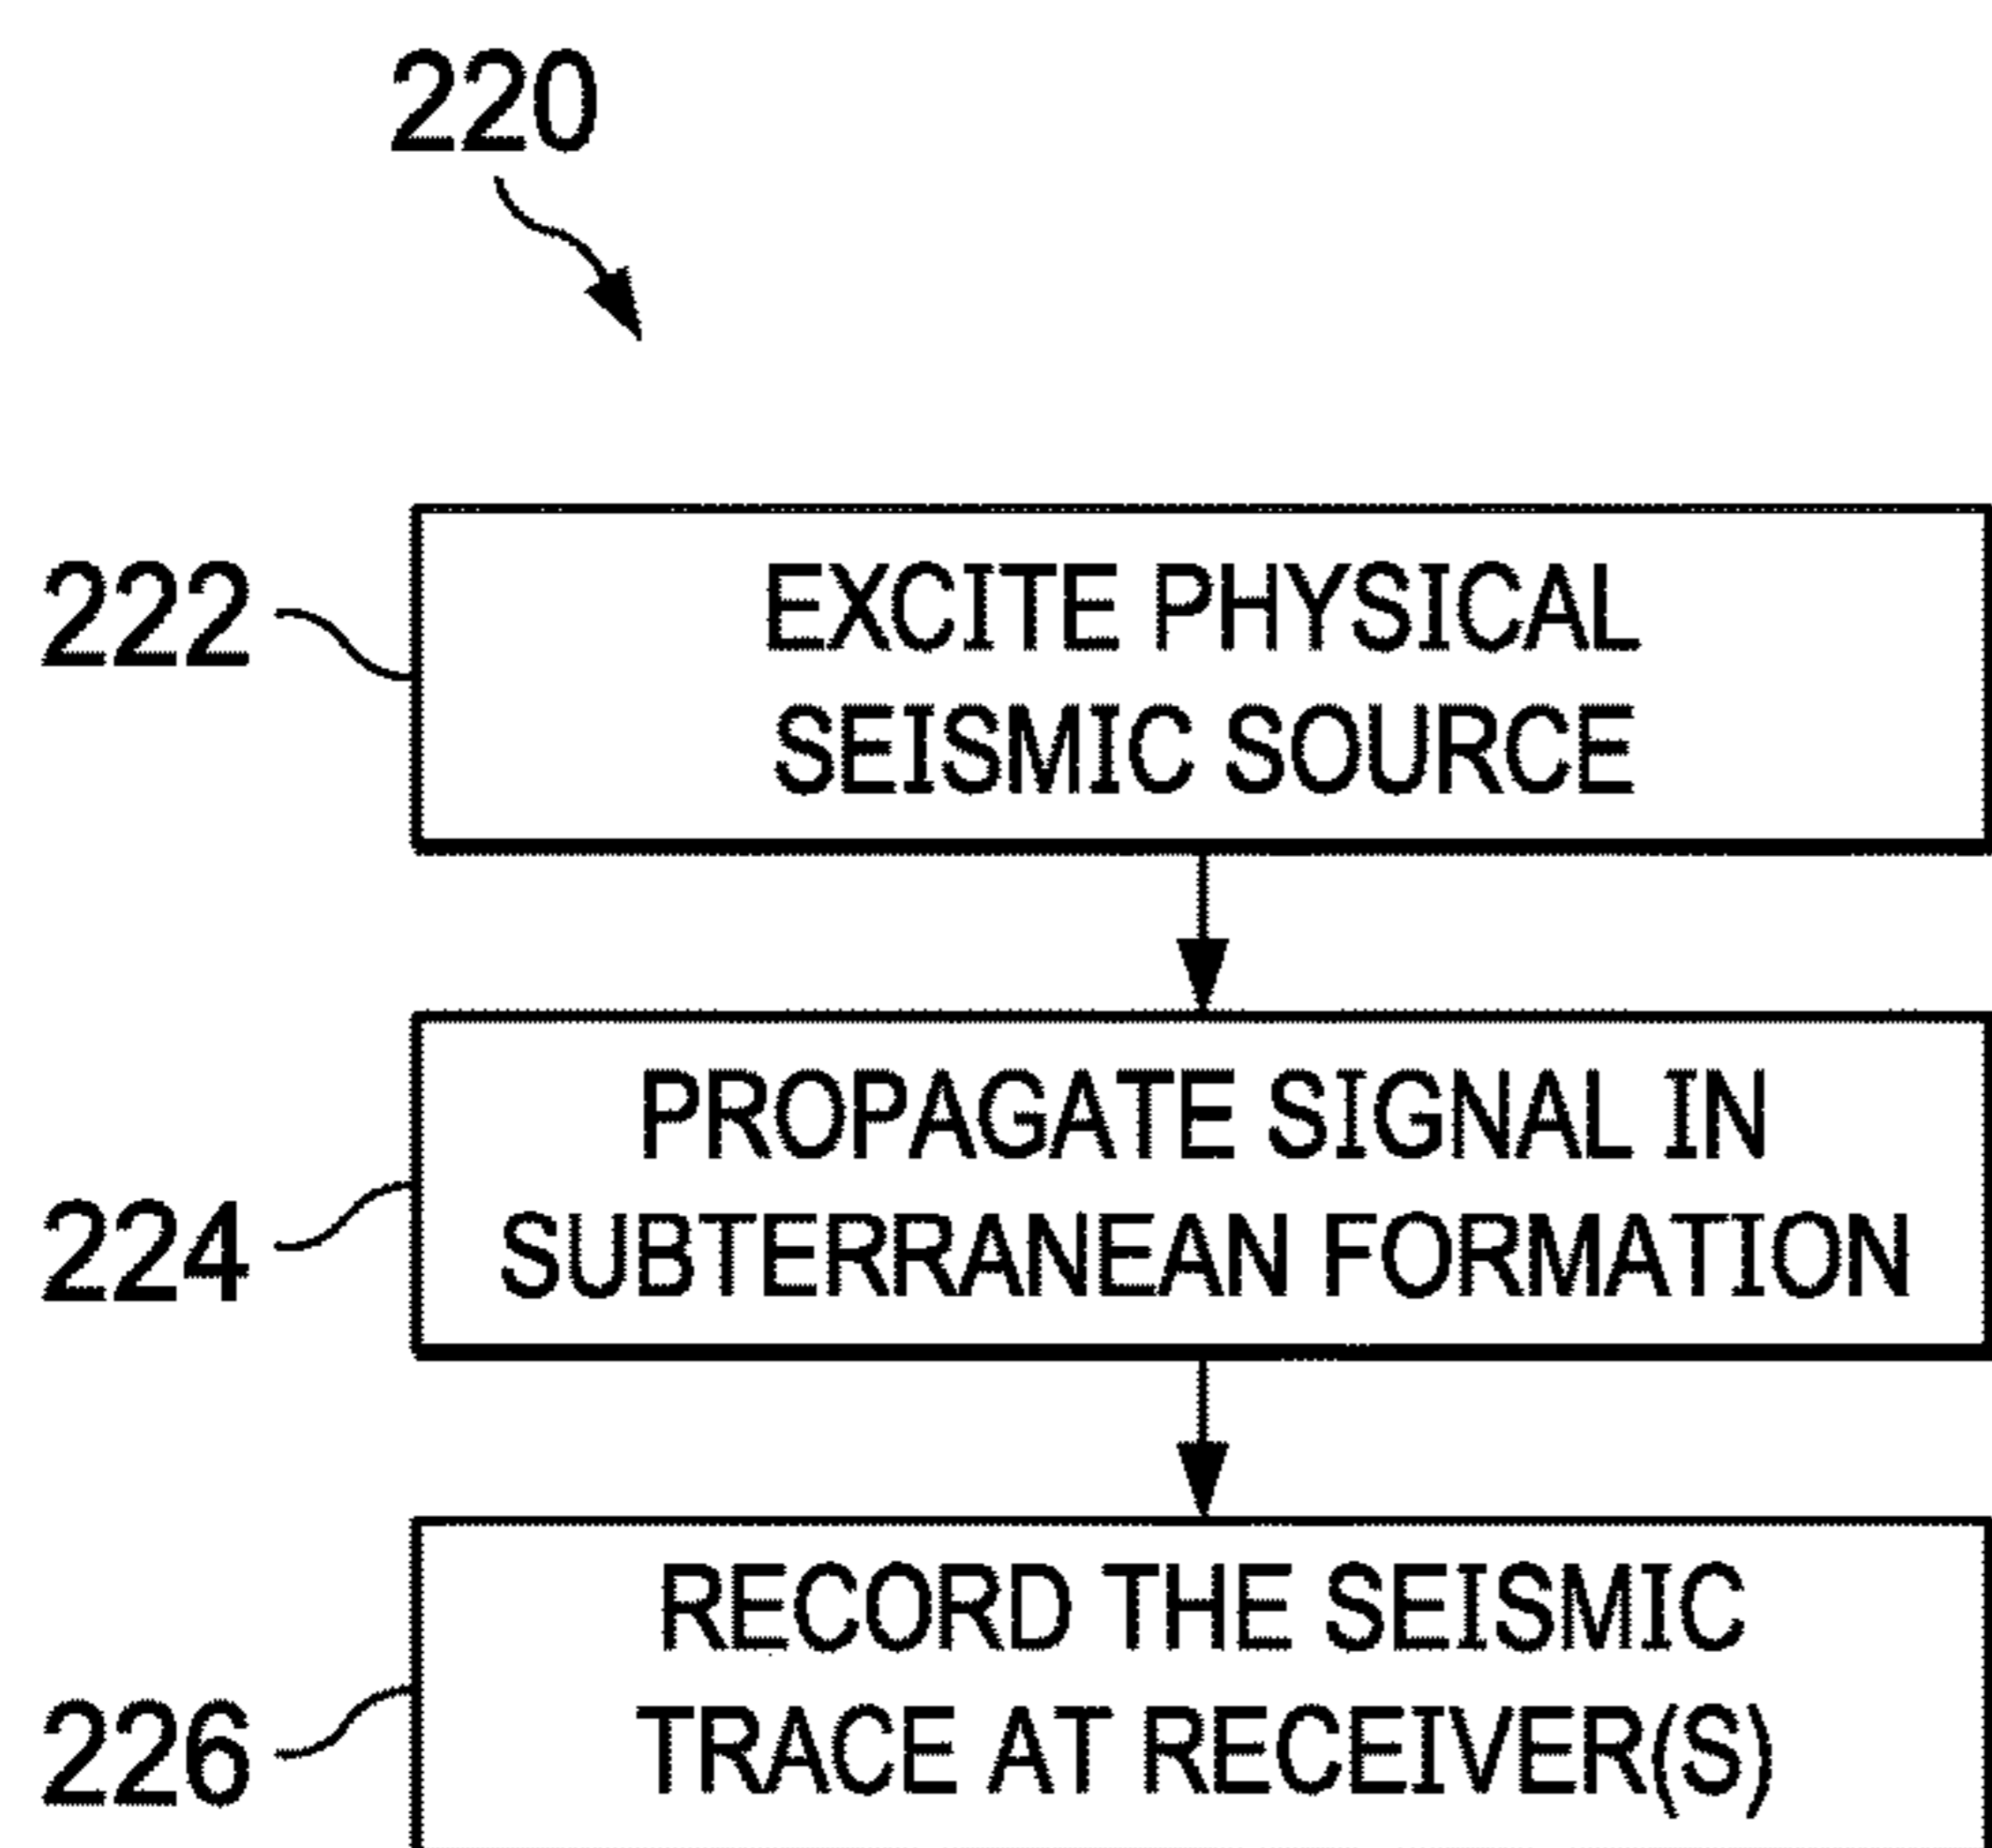 220
222
EXCITE PHYSICAL
SEISMIC SOURCE
224
PROPAGATE SIGNAL IN
SUBTERRANEAN FORMATION
226
RECORD THE SEISMIC
TRACE AT RECEIVER(S)